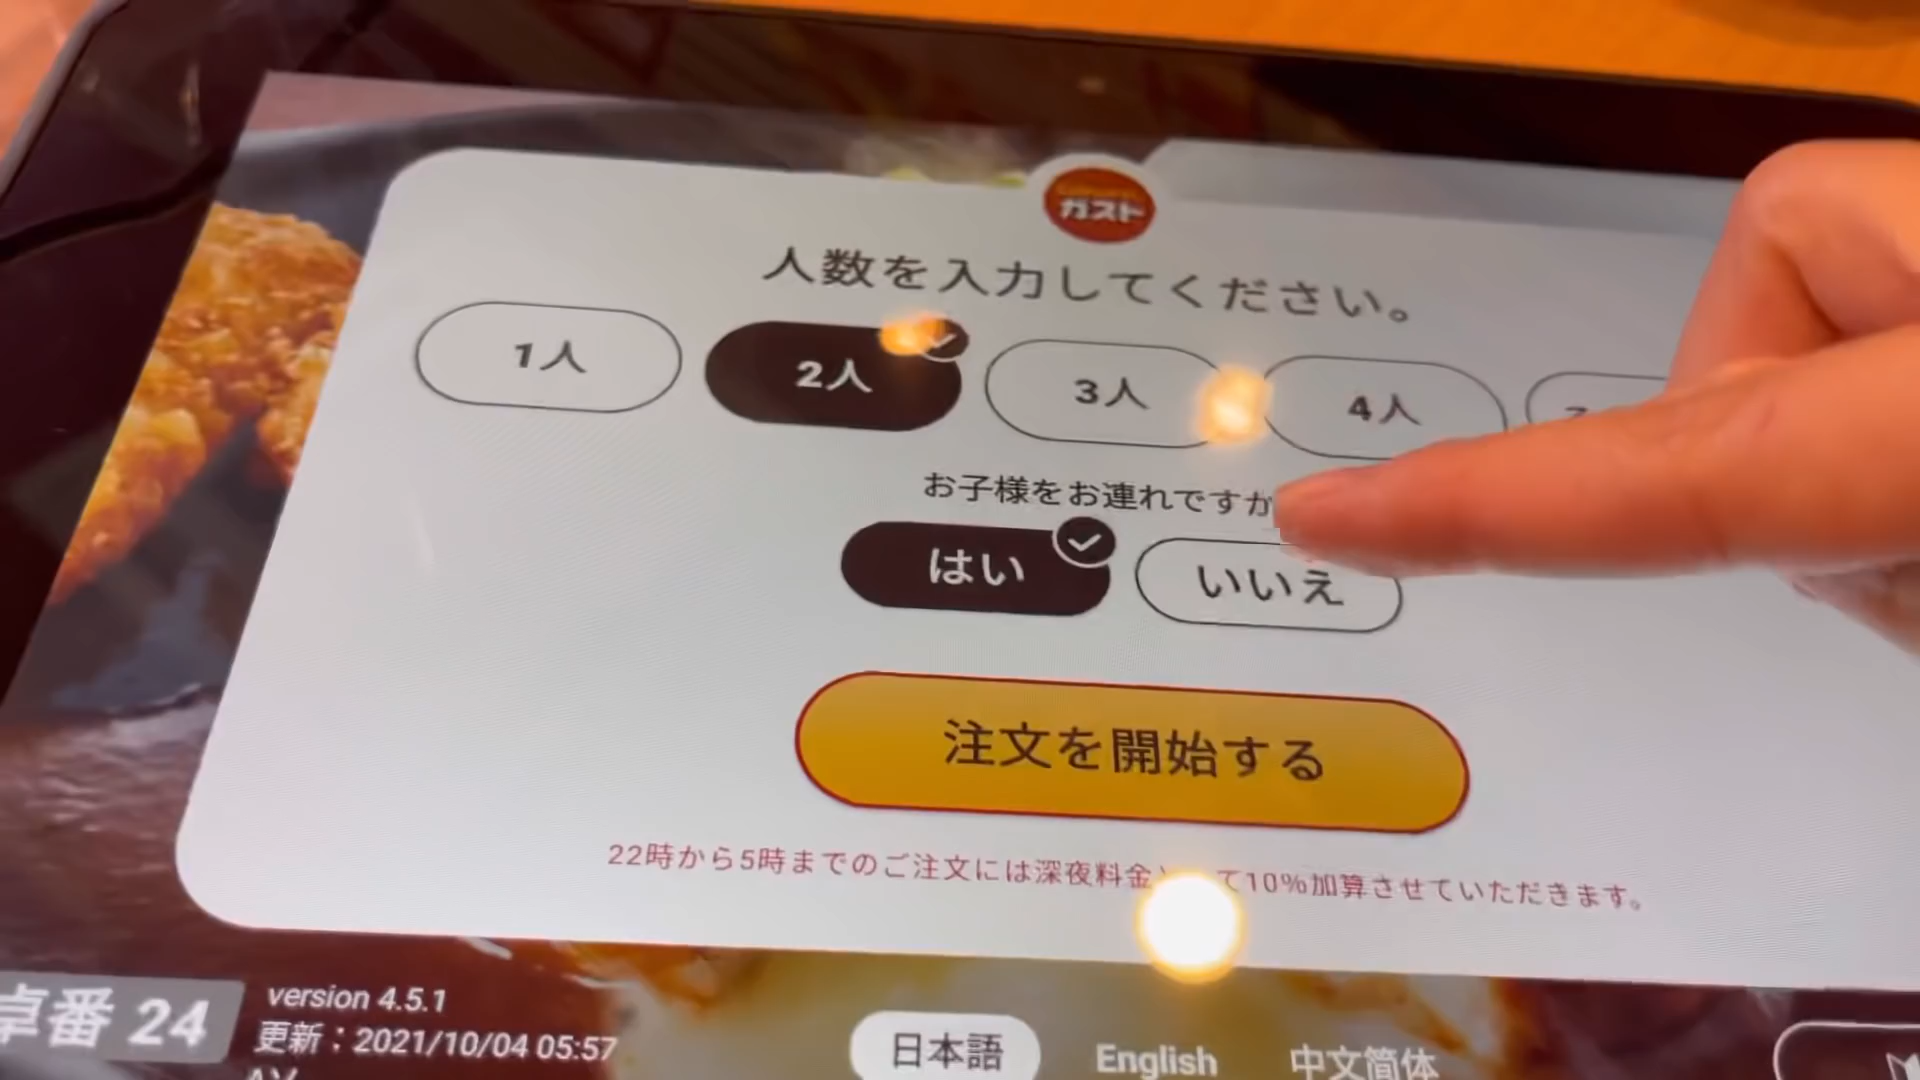 ガスト
人数を入力してください。
1人
2人
3人
4人
お子様をお連れですか
はい
いいえ
注文を開始する
22時から5時までのご注文には深夜料金 て10%加算させていただきます。
卓番 24
version 4.5.1
更新：2021/10/04 05:57
日本語
English
中文简体